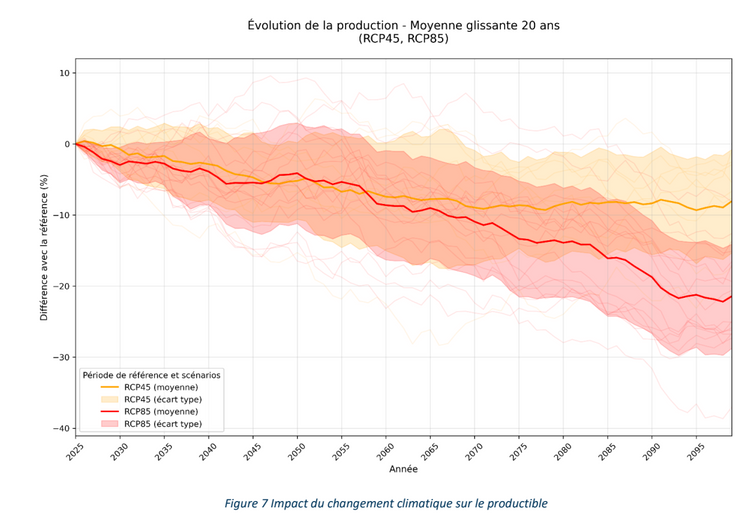 Évolution de la production - Moyenne glissante 20 ans
(RCP45, RCP85)
Différence avec la référence (%)
10
0
−10
−20
−30
−40
Période de référence et scénarios
RCP45 (moyenne)
RCP45 (écart type)
RCP85 (moyenne)
RCP85 (écart type)
2025
2030
2035
2040
2045
2050
2055
2060
2065
2070
2075
2080
2085
2090
2095
Année
Figure 7 Impact du changement climatique sur le productible